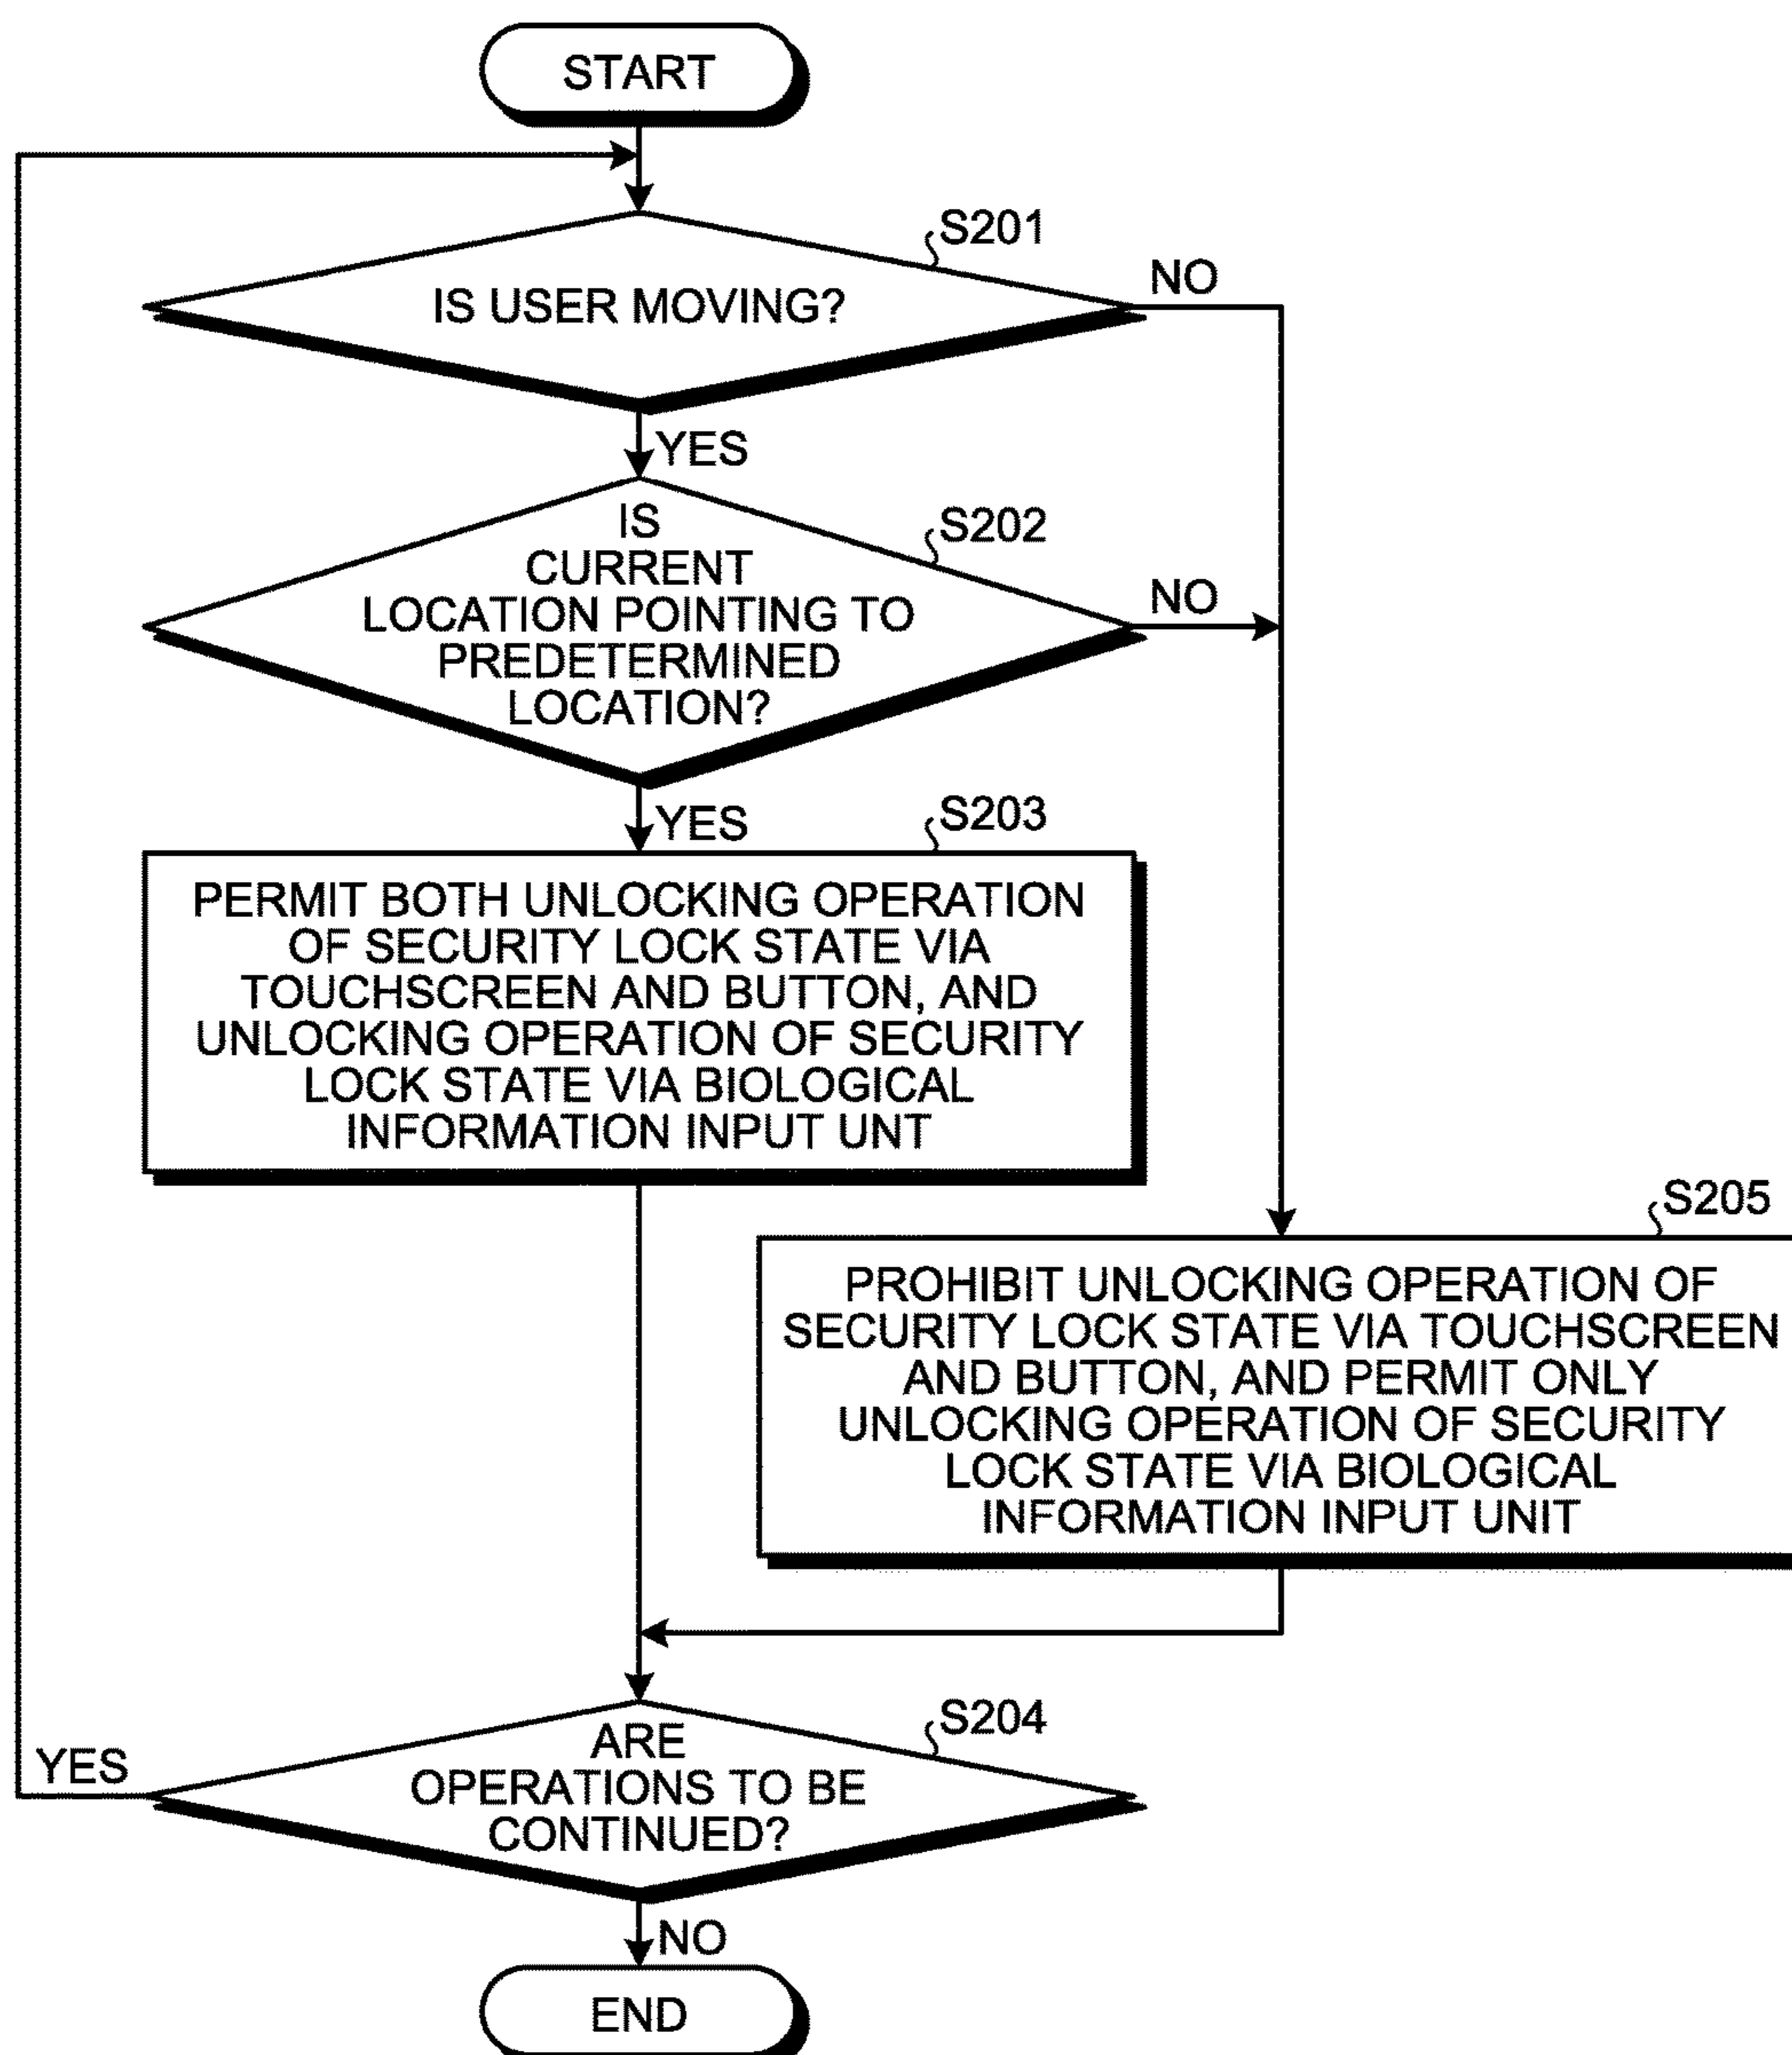 START
S201
IS USER MOVING?
NO
YES
S202
IS
CURRENT
LOCATION POINTING TO
PREDETERMINED
LOCATION?
NO
YES
S203
PERMIT BOTH UNLOCKING OPERATION
OF SECURITY LOCK STATE VIA
TOUCHSCREEN AND BUTTON, AND
UNLOCKING OPERATION OF SECURITY
LOCK STATE VIA BIOLOGICAL
INFORMATION INPUT UNT
S205
PROHIBIT UNLOCKING OPERATION OF
SECURITY LOCK STATE VIA TOUCHSCREEN
AND BUTTON, AND PERMIT ONLY
UNLOCKING OPERATION OF SECURITY
LOCK STATE VIA BIOLOGICAL
INFORMATION INPUT UNIT
S204
ARE
OPERATIONS TO BE
CONTINUED?
YES
NO
END